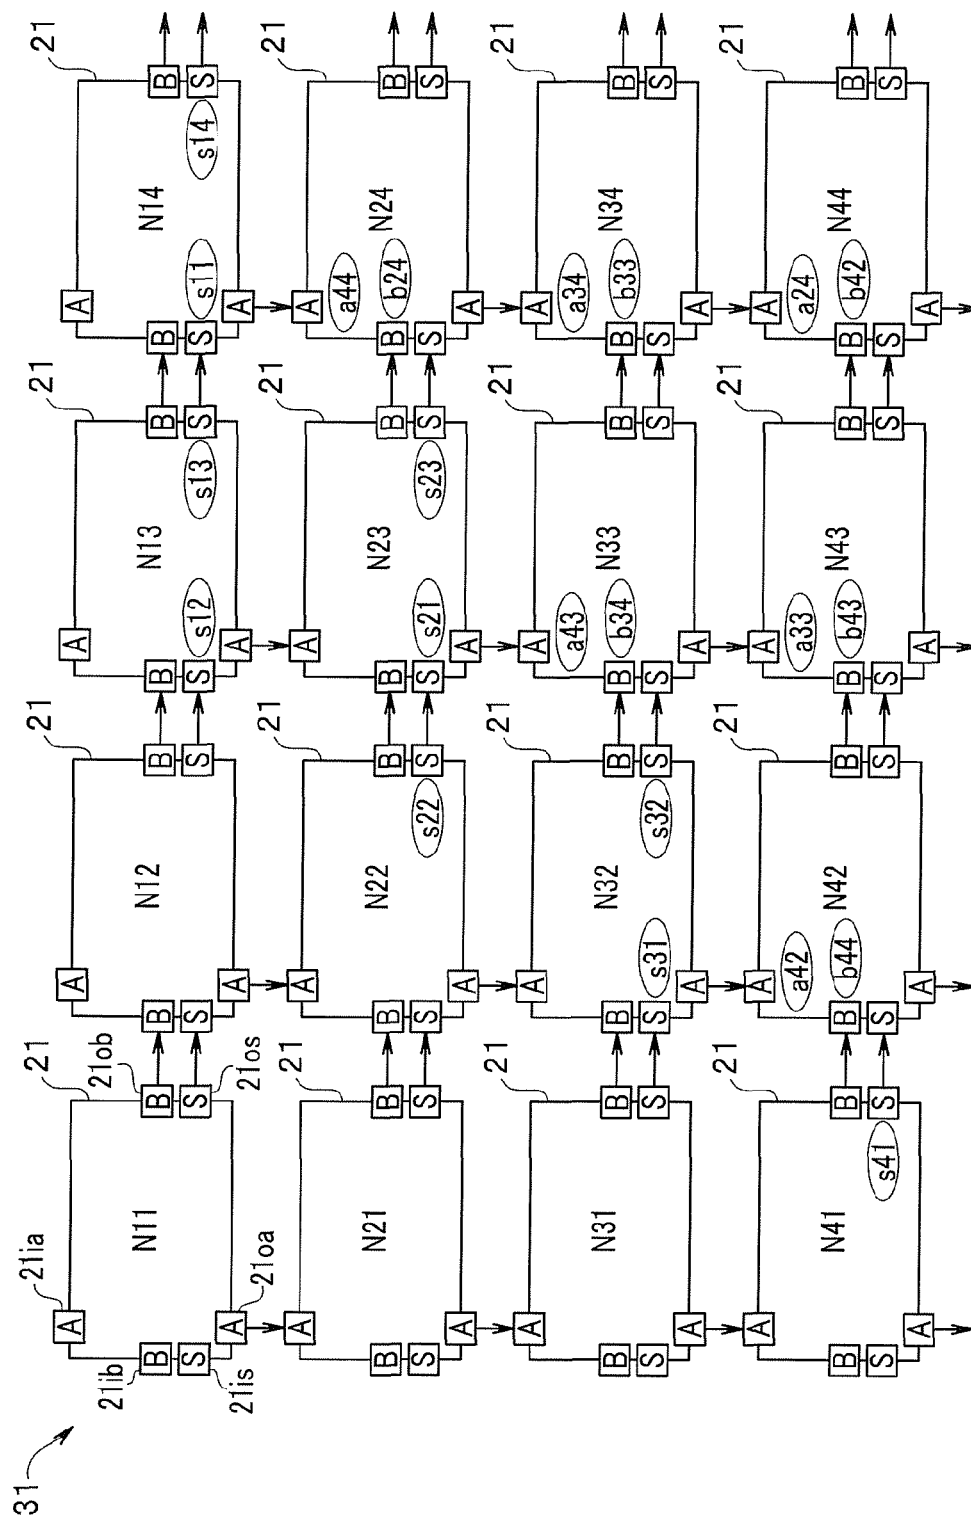 31
21ia 21 21 21 21
A A A A
21ib 21ob
N11 N12 N13 N14
B B B B B B B B
S S S S S s12 s13 S S s11 s14 S
21is 21os
A 21oa A A A
21 21 21
21
A A A A
a44
N21 N22 N23 N24
B B B B B B B b24 B
S S S s22 S S s21 s23 S S S
A A A A
21 21 21 21
A A A A
a43 a34
N31 N32 N33 N34
B B B B B b34 B B b33 B
S S S s31 s32 S S S S S
A A A A
21 21 21 21
A A A A
a42 a33 a24
N41 N42 N43 N44
B B B b44 B B b43 B B b42 B
S s41 S S S S S S S
A A A A